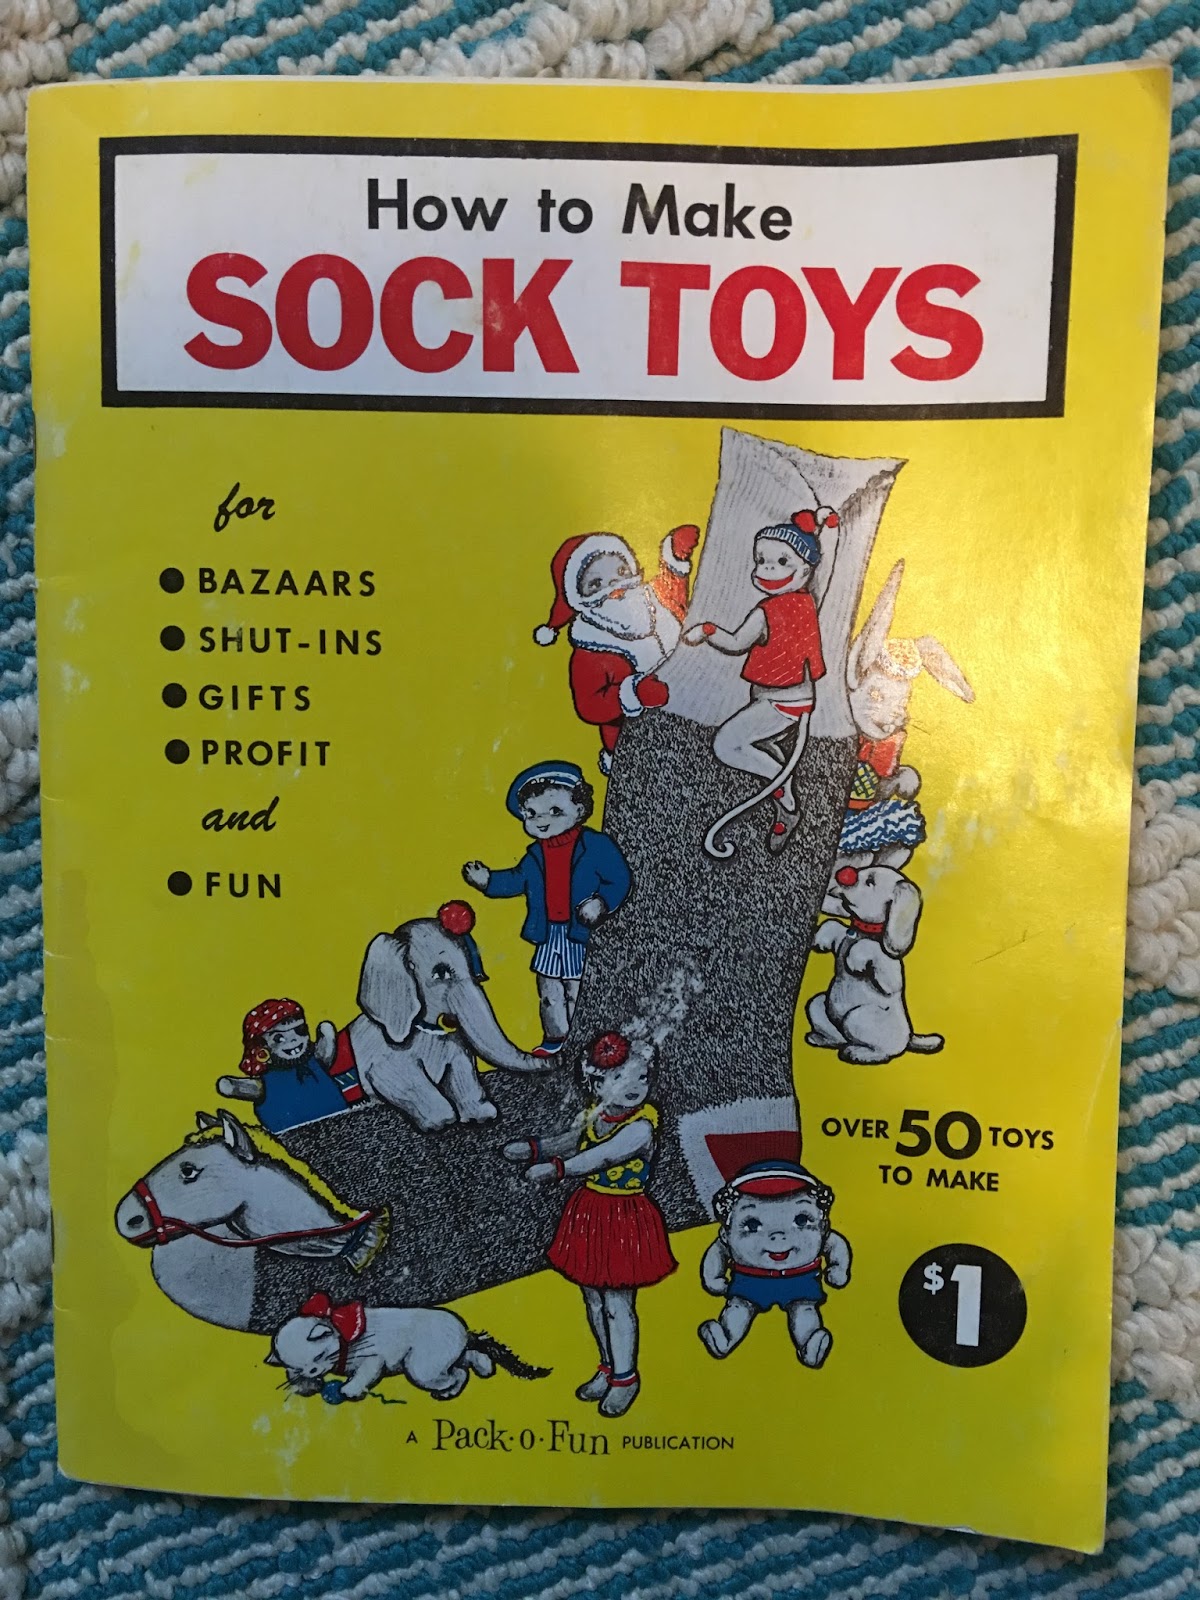 How to Make
SOCK TOYS
for
● BAZAARS
● SHUT-INS
● GIFTS
● PROFIT
and
● FUN
OVER 50 TOYS
TO MAKE
$1
A Pack·o·Fun PUBLICATION